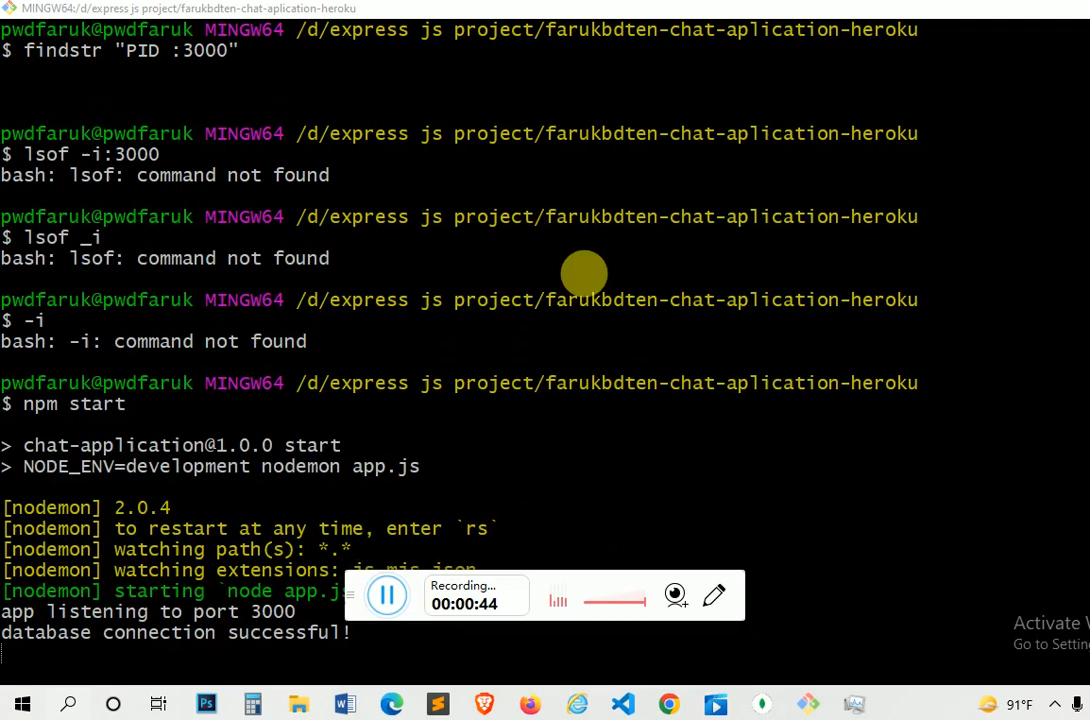 MINGW64:/d/express js project/farukbdten-chat-aplication-heroku
pwdfaruk@pwdfaruk MINGW64 /d/express js project/farukbdten-chat-aplication-heroku
$ findstr "PID :3000"
pwdfaruk@pwdfaruk MINGW64 /d/express js project/farukbdten-chat-aplication-heroku
$ lsof -i:3000
bash: lsof: command not found
pwdfaruk@pwdfaruk MINGW64 /d/express js project/farukbdten-chat-aplication-heroku
$ lsof _i
bash: lsof: command not found
pwdfaruk@pwdfaruk MINGW64 /d/express js project/farukbdten-chat-aplication-heroku
$ -i
bash: -i: command not found
pwdfaruk@pwdfaruk MINGW64 /d/express js project/farukbdten-chat-aplication-heroku
$ npm start
> chat-application@1.0.0 start
> NODE_ENV=development nodemon app.js
[nodemon] 2.0.4
[nodemon] to restart at any time, enter `rs`
[nodemon] watching path(s): *.*
[nodemon] watching extensions: js,mjs,json
[nodemon] starting `node app.js
app listening to port 3000
database connection successful!
Recording...
00:00:44
Activate W
Go to Settin
Ps
91°F